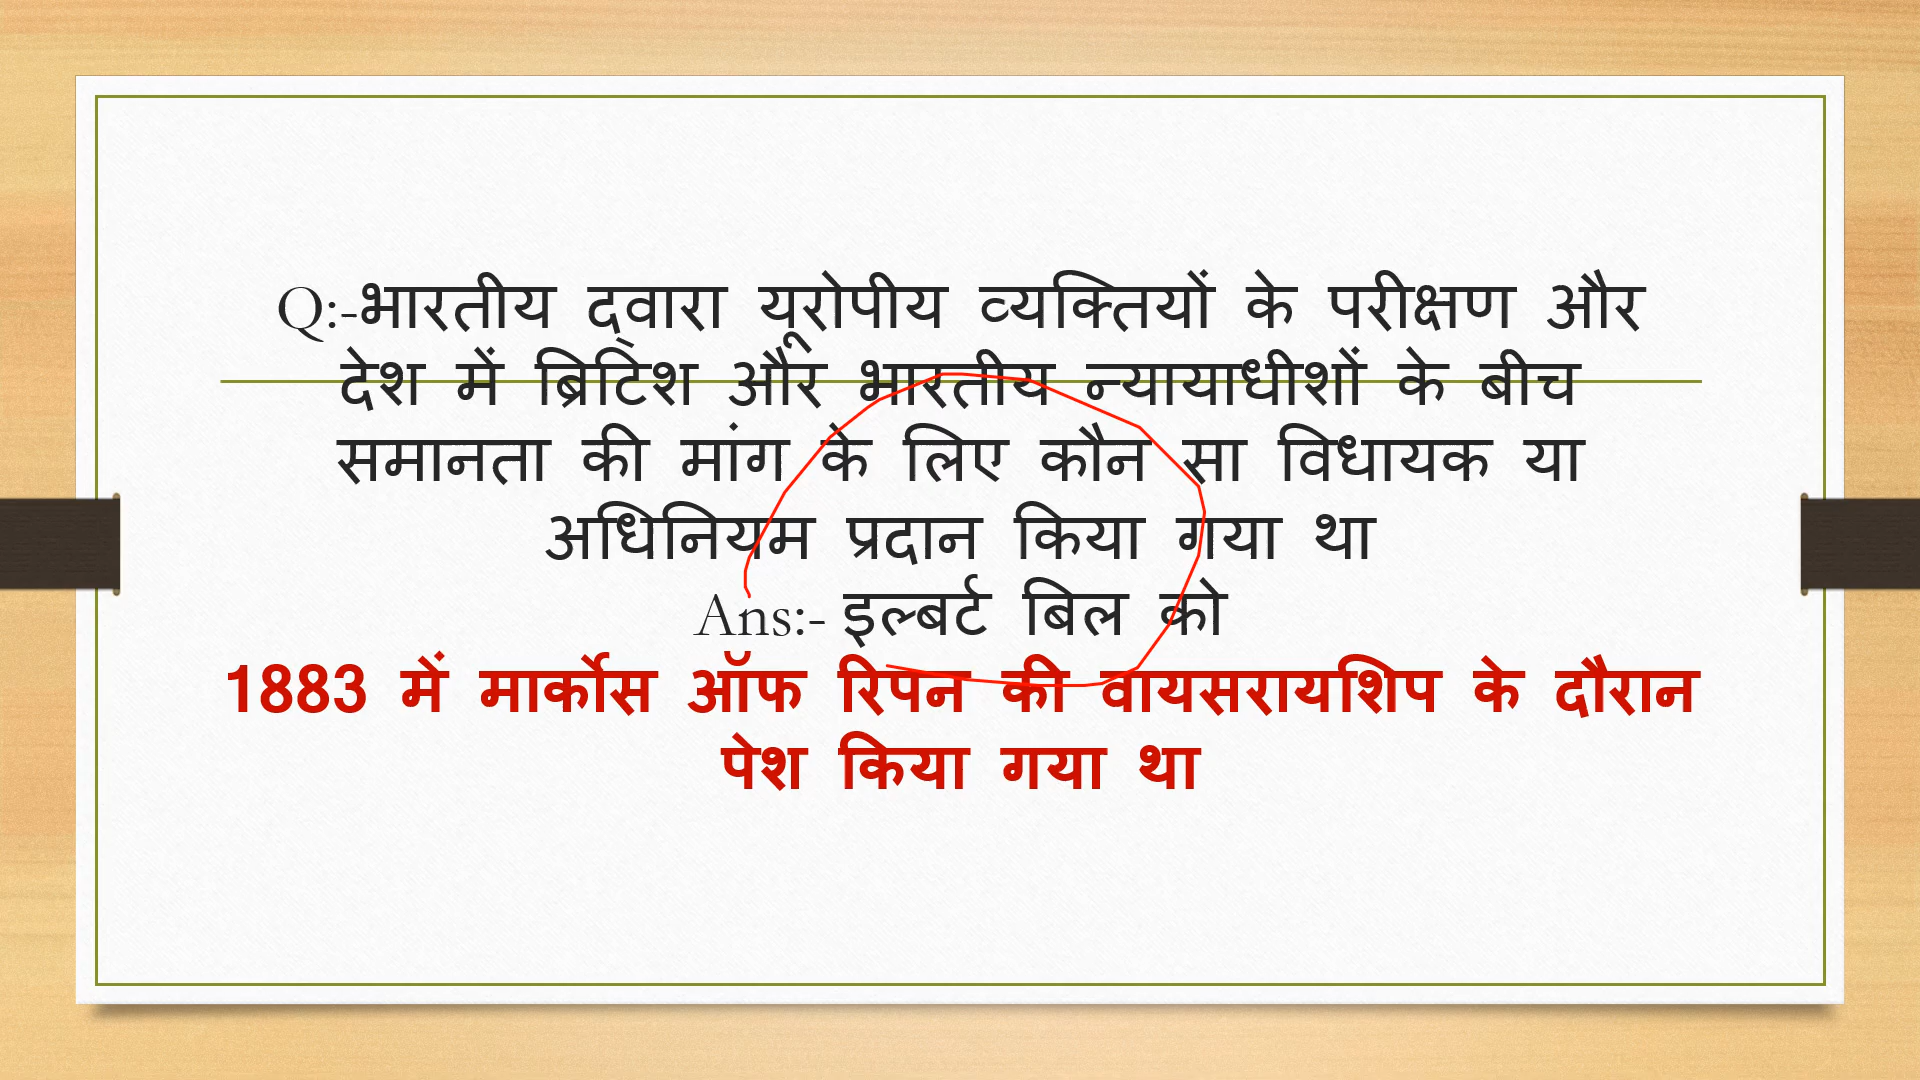 Q:-भारतीय द्वारा यूरोपीय व्यक्तियों के परीक्षण और
देश में ब्रिटिश और भारतीय न्यायाधीशों के बीच
समानता की मांग के लिए कौन सा विधायक या
अधिनियम प्रदान किया गया था
Ans:- इल्बर्ट बिल को
1883 में मार्कोस ऑफ रिपन की वायसरायशिप के दौरान
पेश किया गया था